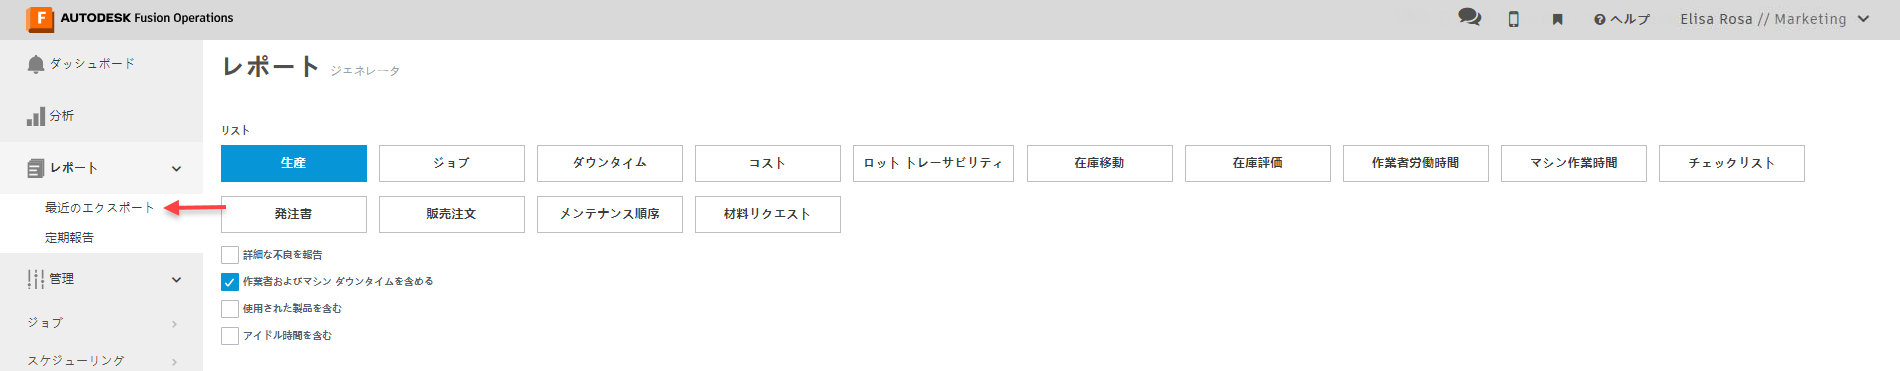 AUTODESK Fusion Operations
ヘルプ
Elisa Rosa // Marketing
ダッシュボード
分析
レポート
最近のエクスポート
定期報告
管理
ジョブ
スケジューリング
レポート ジェネレータ
リスト
生産 ジョブ ダウンタイム コスト ロット トレーサビリティ 在庫移動 在庫評価 作業者労働時間 マシン作業時間 チェックリスト
発注書 販売注文 メンテナンス順序 材料リクエスト
詳細な不良を報告
作業者およびマシン ダウンタイムを含める
使用された製品を含む
アイドル時間を含む